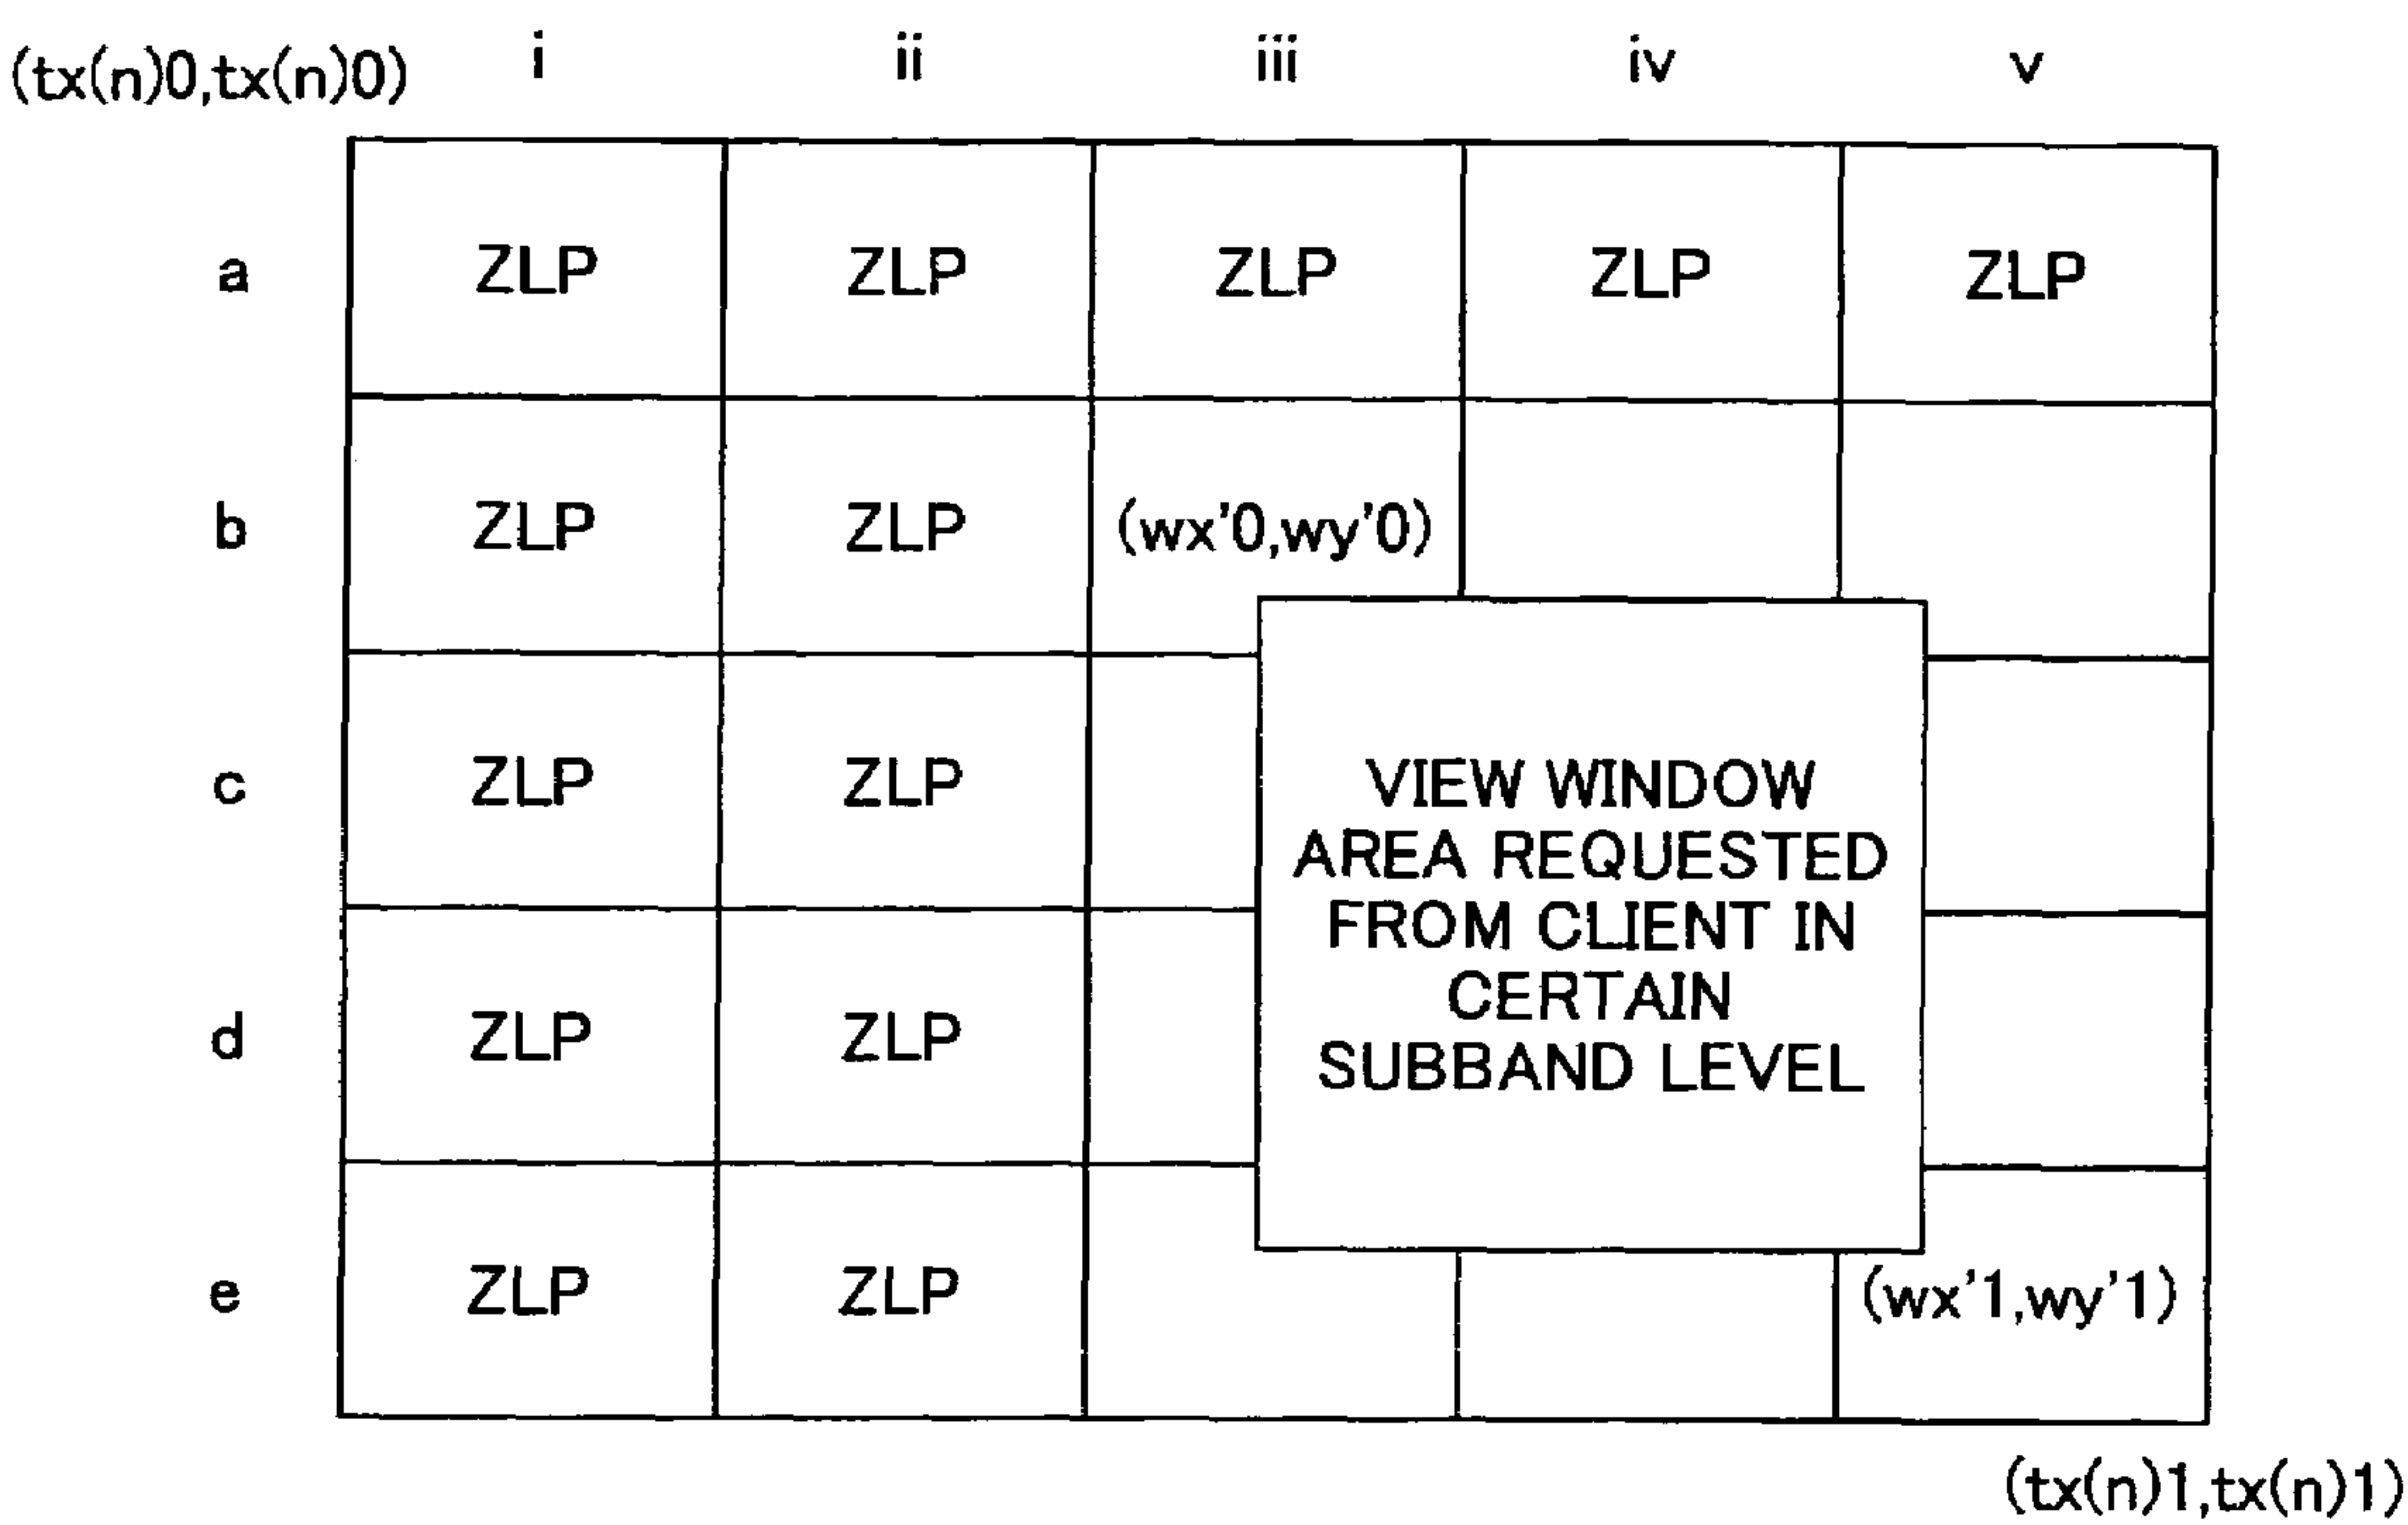 (tx(n)0,tx(n)0) i ii iii iv v
a ZLP ZLP ZLP ZLP ZLP
b ZLP ZLP (wx'0,wy'0)
c ZLP ZLP
VIEW WINDOW
AREA REQUESTED
FROM CLIENT IN
CERTAIN
SUBBAND LEVEL
d ZLP ZLP
e ZLP ZLP (wx'1,wy'1)
(tx(n)1,tx(n)1)